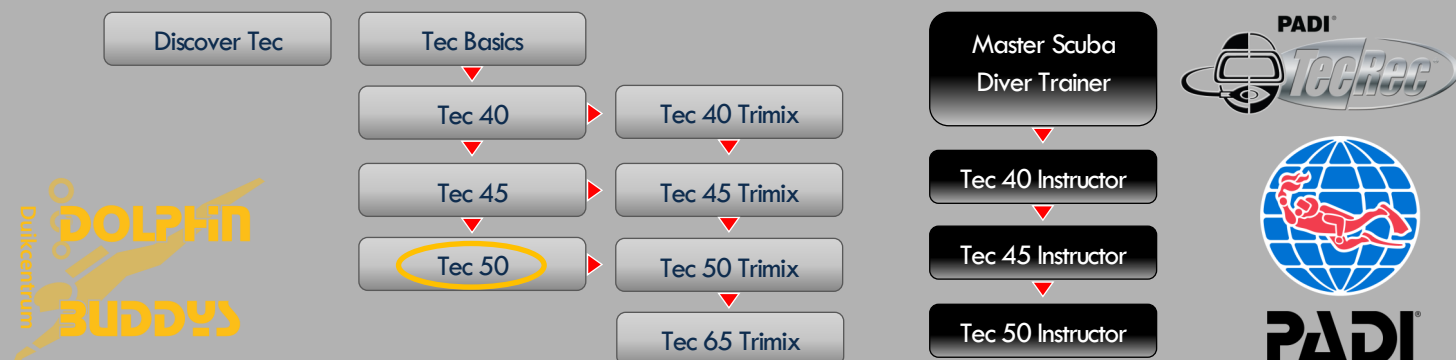 Discover Tec
Tec Basics
Tec 40
Tec 40 Trimix
Tec 45
Tec 45 Trimix
Tec 50
Tec 50 Trimix
Tec 65 Trimix
Master Scuba
Diver Trainer
Tec 40 Instructor
Tec 45 Instructor
Tec 50 Instructor
PADI®
TecRec™
PADI®
Duikcentrum
DOLPHIN
BUDDYS